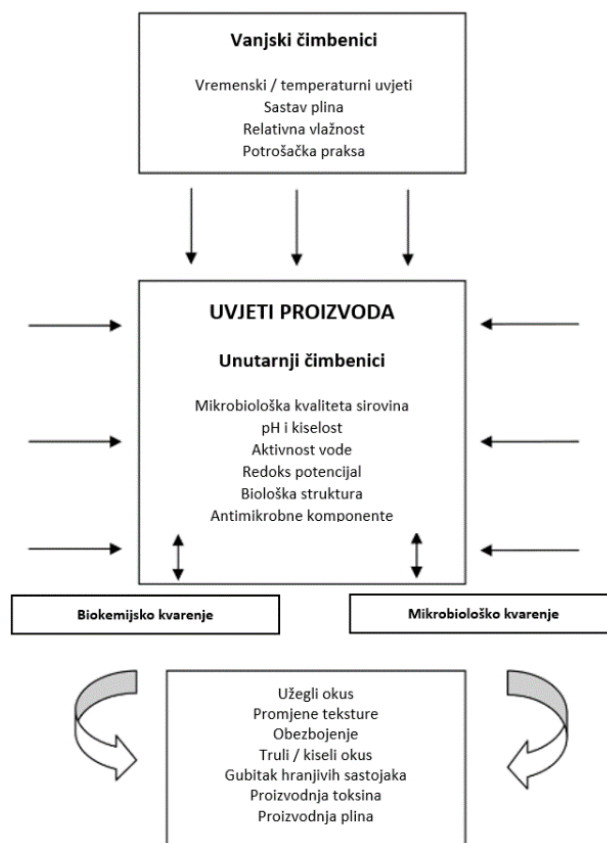 Vanjski čimbenici
Vremenski / temperaturni uvjeti
Sastav plina
Relativna vlažnost
Potrošačka praksa
UVJETI PROIZVODA
Unutarnji čimbenici
Mikrobiološka kvaliteta sirovina
pH i kiselost
Aktivnost vode
Redoks potencijal
Biološka struktura
Antimikrobne komponente
Biokemijsko kvarenje
Mikrobiološko kvarenje
Užegli okus
Promjene teksture
Obezbojenje
Truli / kiseli okus
Gubitak hranjivih sastojaka
Proizvodnja toksina
Proizvodnja plina